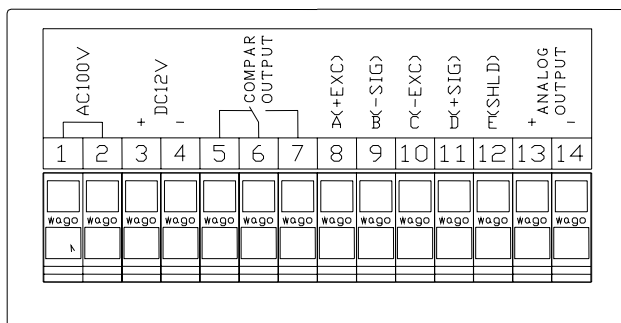 AC100V
DC12V
+ -
COMPAR
OUTPUT
A(+EXC)
B(-SIG)
C(-EXC)
D(+SIG)
E(SHLD)
ANALOG
OUTPUT
+ -
1 2 3 4 5 6 7 8 9 10 11 12 13 14
wago wago wago wago wago wago wago wago wago wago wago wago wago wago